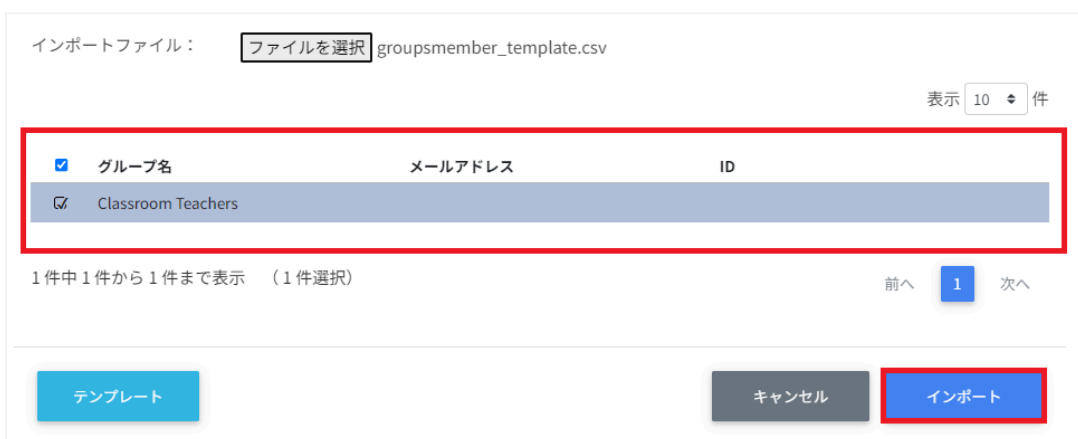 インポートファイル： ファイルを選択 groupsmember_template.csv
表示 10 件
グループ名 メールアドレス ID
Classroom Teachers
1件中1件から1件まで表示 （1件選択）
前へ 1 次へ
テンプレート キャンセル インポート